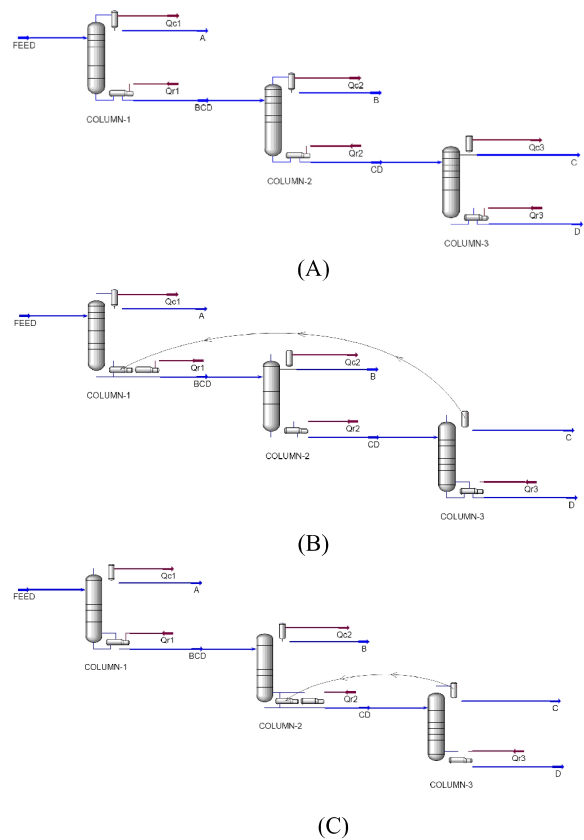 Qc1
A
FEED
Qr1
BCD
COLUMN-1
Qc2
B
Qr2
CD
COLUMN-2
Qc3
C
Qr3
D
COLUMN-3
(A)
Qc1
A
FEED
Qr1
BCD
COLUMN-1
Qc2
B
Qr2
CD
COLUMN-2
C
Qr3
D
COLUMN-3
(B)
Qc1
A
FEED
Qr1
BCD
COLUMN-1
Qc2
B
Qr2
CD
COLUMN-2
C
Qr3
D
COLUMN-3
(C)